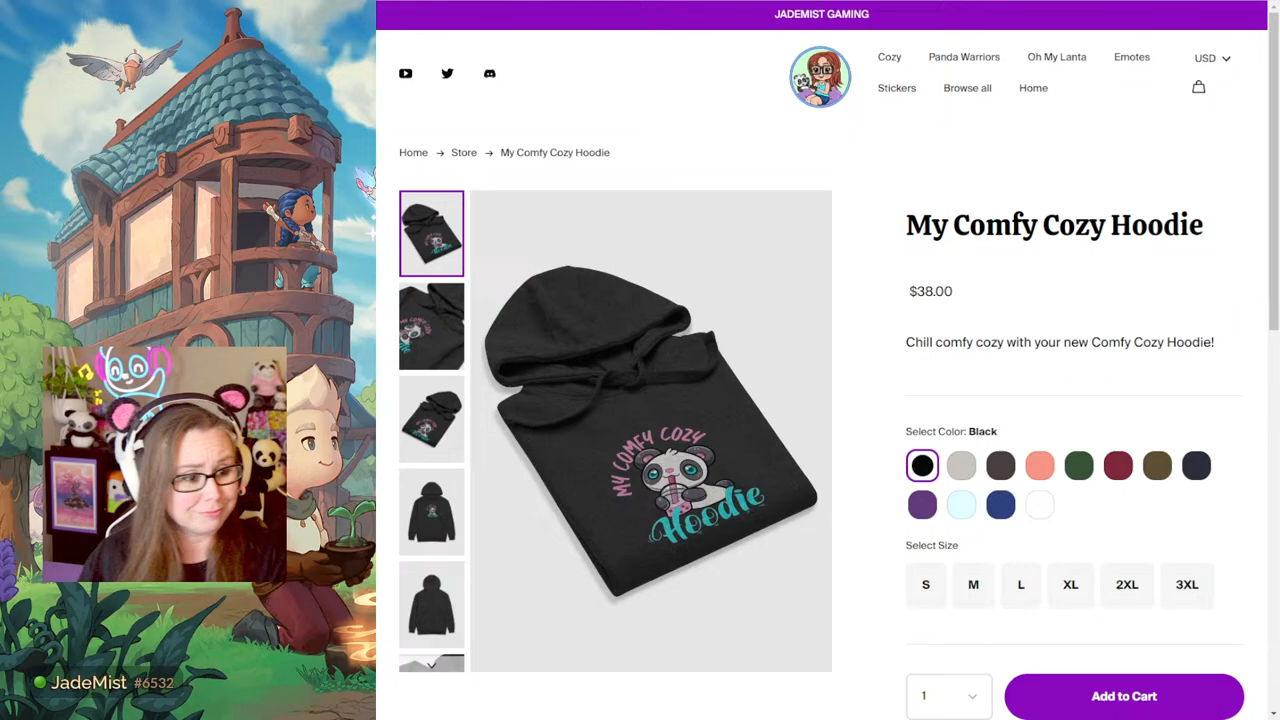 JADEMIST GAMING
Cozy
Panda Warriors
Oh My Lanta
Emotes
USD
Stickers
Browse all
Home
Home → Store → My Comfy Cozy Hoodie
My Comfy Cozy Hoodie
$38.00
Chill comfy cozy with your new Comfy Cozy Hoodie!
MY COMFY COZY
Hoodie
Select Color: Black
Select Size
S
M
L
XL
2XL
3XL
1
Add to Cart
JadeMist #6532